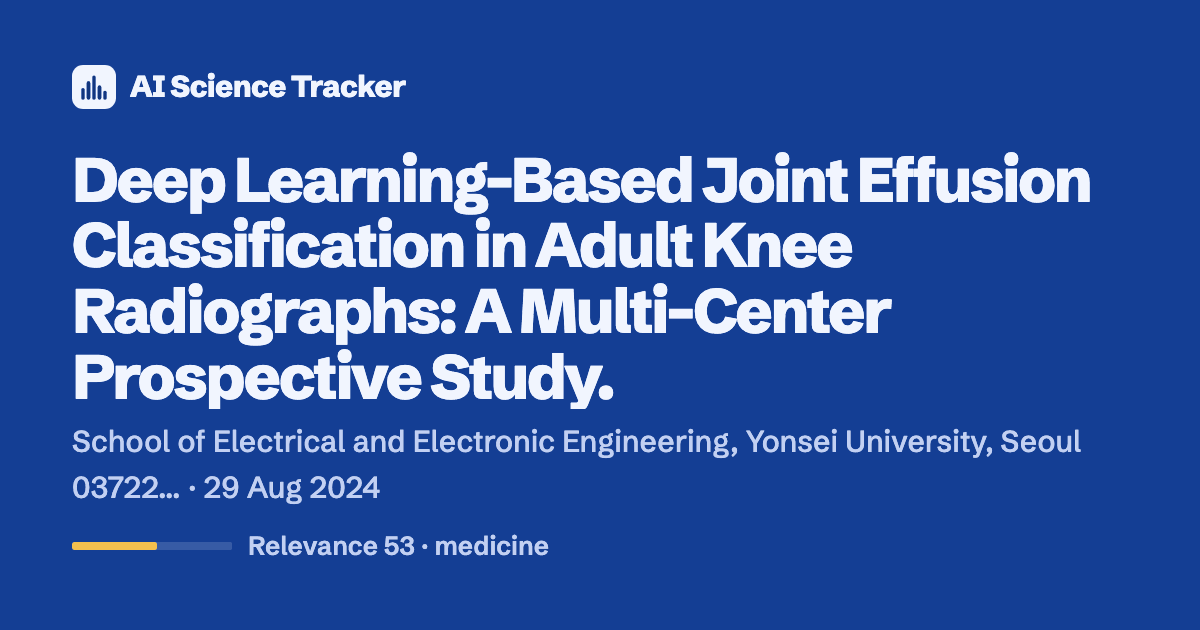 AI Science Tracker
Deep Learning-Based Joint Effusion
Classification in Adult Knee
Radiographs: A Multi-Center
Prospective Study.
School of Electrical and Electronic Engineering, Yonsei University, Seoul
03722... · 29 Aug 2024
Relevance 53 · medicine